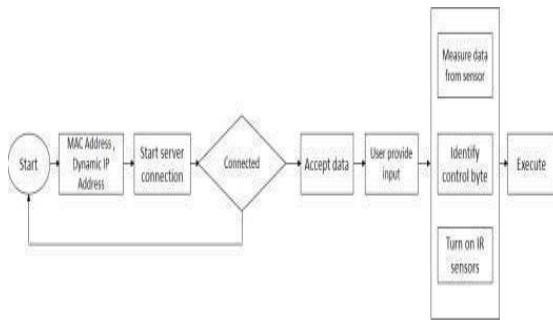 Start
MAC Address ,
Dynamic IP
Address
Start server
connection
Connected
Accept data
User provide
input
Measure data
from sensor
Identify
control byte
Turn on IR
sensors
Execute